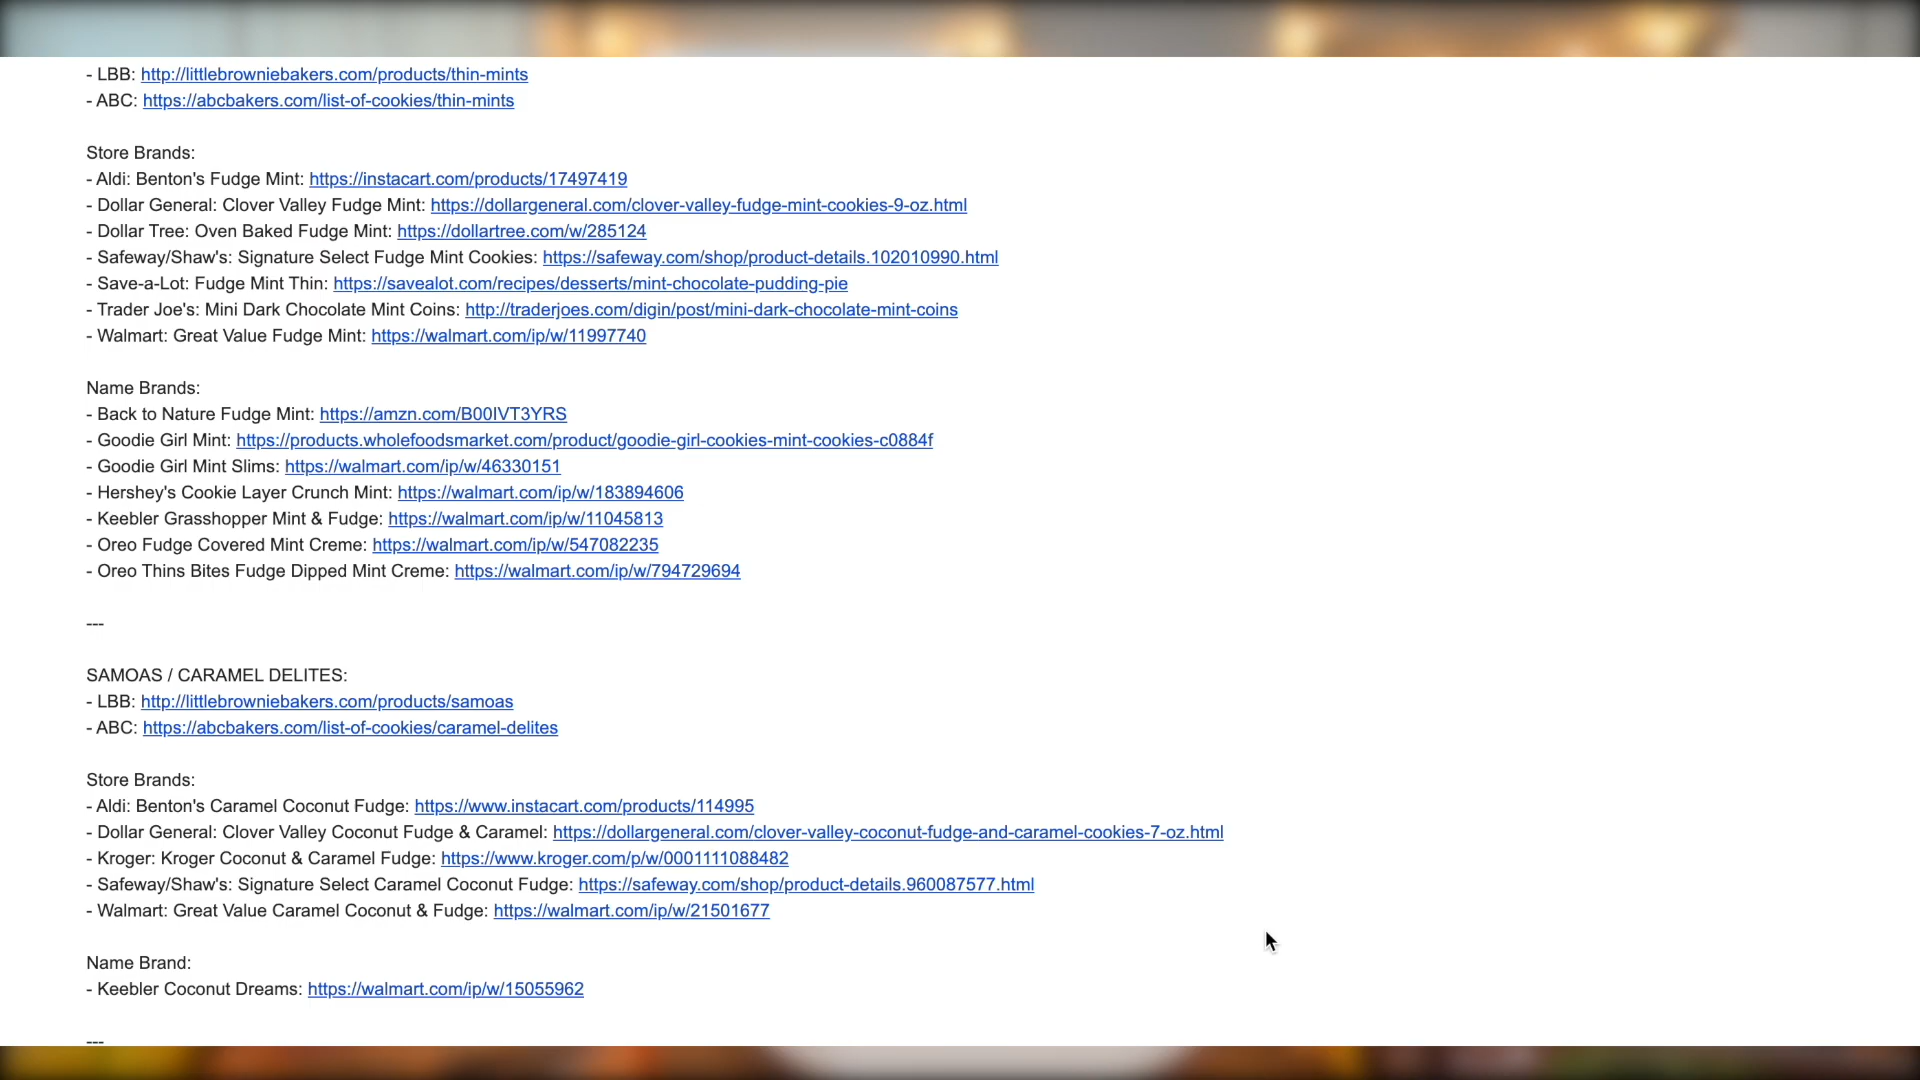 - LBB: http://littlebrowniebakers.com/products/thin-mints
- ABC: https://abcbakers.com/list-of-cookies/thin-mints
Store Brands:
- Aldi: Benton's Fudge Mint: https://instacart.com/products/17497419
- Dollar General: Clover Valley Fudge Mint: https://dollargeneral.com/clover-valley-fudge-mint-cookies-9-oz.html
- Dollar Tree: Oven Baked Fudge Mint: https://dollartree.com/w/285124
- Safeway/Shaw's: Signature Select Fudge Mint Cookies: https://safeway.com/shop/product-details.102010990.html
- Save-a-Lot: Fudge Mint Thin: https://savealot.com/recipes/desserts/mint-chocolate-pudding-pie
- Trader Joe's: Mini Dark Chocolate Mint Coins: http://traderjoes.com/digin/post/mini-dark-chocolate-mint-coins
- Walmart: Great Value Fudge Mint: https://walmart.com/ip/w/11997740
Name Brands:
- Back to Nature Fudge Mint: https://amzn.com/B00IVT3YRS
- Goodie Girl Mint: https://products.wholefoodsmarket.com/product/goodie-girl-cookies-mint-cookies-c0884f
- Goodie Girl Mint Slims: https://walmart.com/ip/w/46330151
- Hershey's Cookie Layer Crunch Mint: https://walmart.com/ip/w/183894606
- Keebler Grasshopper Mint & Fudge: https://walmart.com/ip/w/11045813
- Oreo Fudge Covered Mint Creme: https://walmart.com/ip/w/547082235
- Oreo Thins Bites Fudge Dipped Mint Creme: https://walmart.com/ip/w/794729694
---
SAMOAS / CARAMEL DELITES:
- LBB: http://littlebrowniebakers.com/products/samoas
- ABC: https://abcbakers.com/list-of-cookies/caramel-delites
Store Brands:
- Aldi: Benton's Caramel Coconut Fudge: https://www.instacart.com/products/114995
- Dollar General: Clover Valley Coconut Fudge & Caramel: https://dollargeneral.com/clover-valley-coconut-fudge-and-caramel-cookies-7-oz.html
- Kroger: Kroger Coconut & Caramel Fudge: https://www.kroger.com/p/w/0001111088482
- Safeway/Shaw's: Signature Select Caramel Coconut Fudge: https://safeway.com/shop/product-details.960087577.html
- Walmart: Great Value Caramel Coconut & Fudge: https://walmart.com/ip/w/21501677
Name Brand:
- Keebler Coconut Dreams: https://walmart.com/ip/w/15055962
---